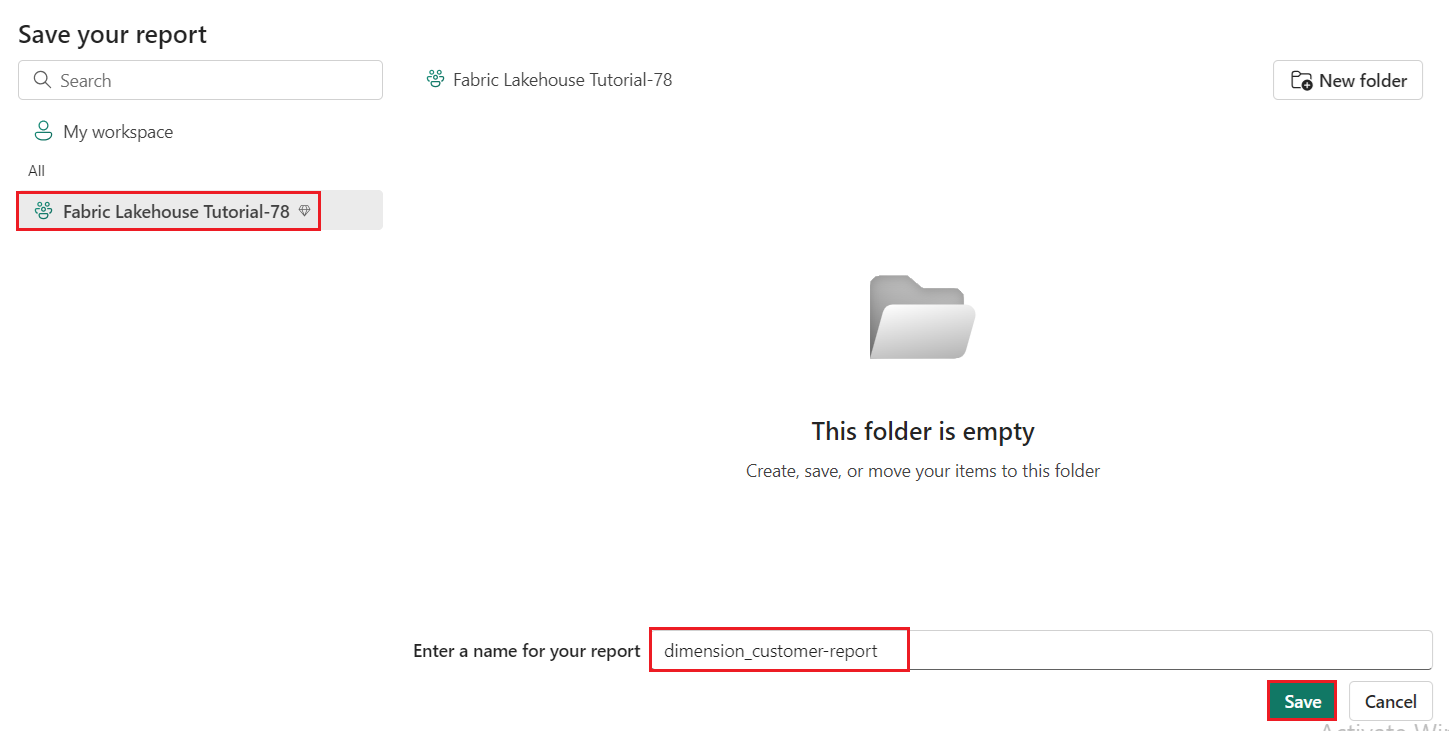 Save your report
Search
Fabric Lakehouse Tutorial-78
New folder
My workspace
All
Fabric Lakehouse Tutorial-78
This folder is empty
Create, save, or move your items to this folder
Enter a name for your report
dimension_customer-report
Save
Cancel